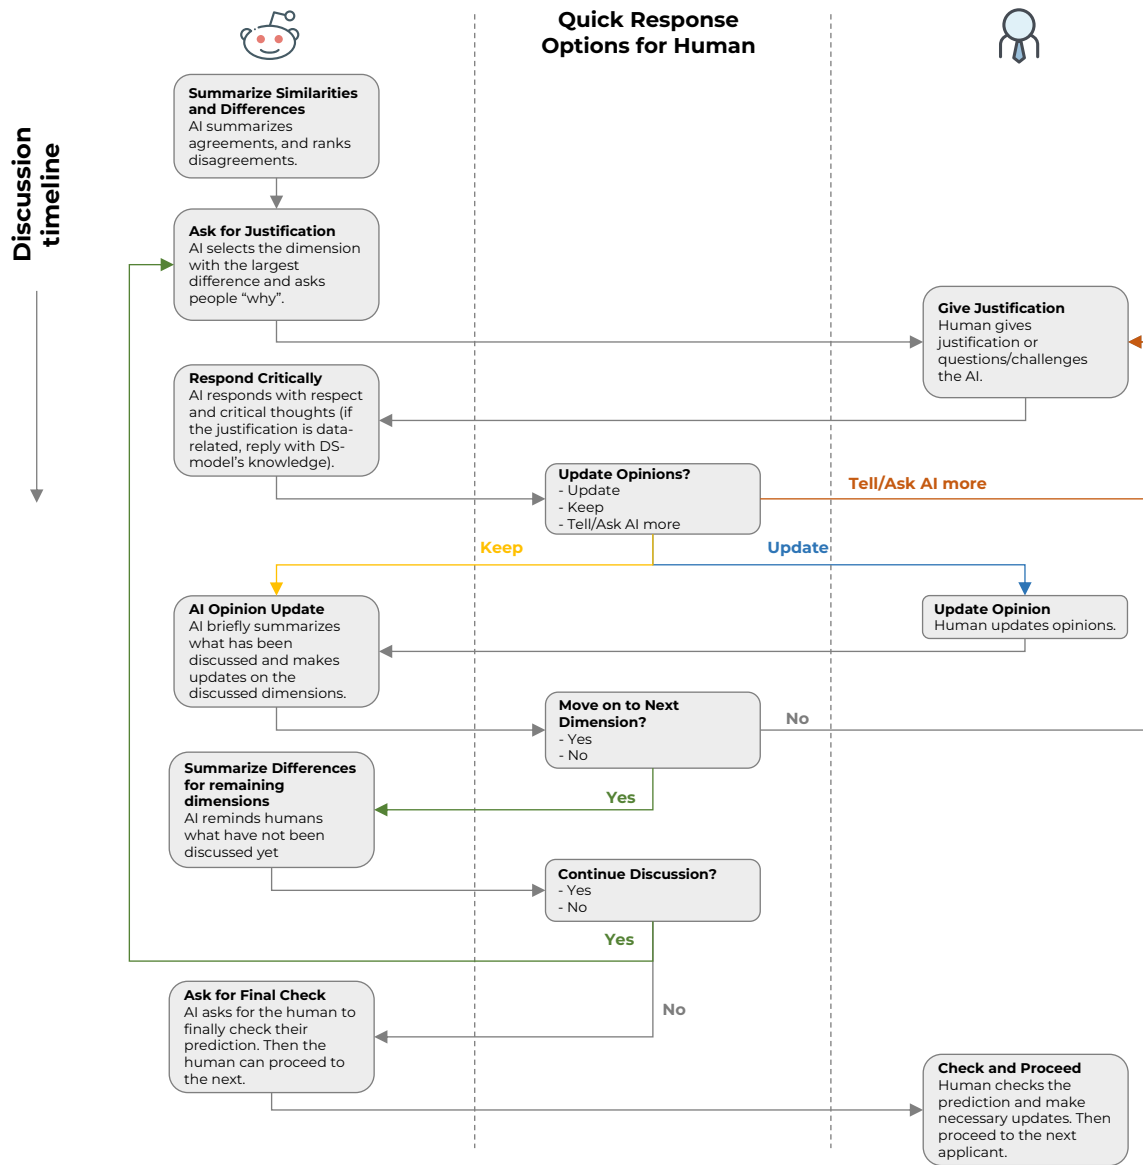 Quick Response
Options for Human
Discussion
timeline
Summarize Similarities
and Differences
AI summarizes
agreements, and ranks
disagreements.
Ask for Justification
AI selects the dimension
with the largest
difference and asks
people “why”.
Give Justification
Human gives
justification or
questions/challenges
the AI.
Respond Critically
AI responds with respect
and critical thoughts (if
the justification is data-
related, reply with DS-
model’s knowledge).
Update Opinions?
- Update
- Keep
- Tell/Ask AI more
Tell/Ask AI more
Keep
Update
AI Opinion Update
AI briefly summarizes
what has been
discussed and makes
updates on the
discussed dimensions.
Update Opinion
Human updates opinions.
Move on to Next
Dimension?
- Yes
- No
No
Yes
Summarize Differences
for remaining
dimensions
AI reminds humans
what have not been
discussed yet
Continue Discussion?
- Yes
- No
Yes
No
Ask for Final Check
AI asks for the human to
finally check their
prediction. Then the
human can proceed to
the next.
Check and Proceed
Human checks the
prediction and make
necessary updates. Then
proceed to the next
applicant.